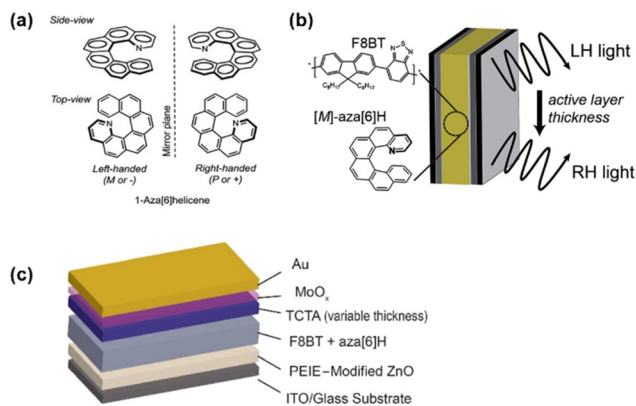 (a)
Side-view
N
N
Top-view
N
N
Mirror plane
Left-handed
(M or -)
Right-handed
(P or +)
1-Aza[6]helicene
(b)
F8BT
N
S
N
C₈H₁₇
C₈H₁₇
[M]-aza[6]H
N
LH light
active layer
thickness
RH light
(c)
Au
MoOₓ
TCTA (variable thickness)
F8BT + aza[6]H
PEIE–Modified ZnO
ITO/Glass Substrate